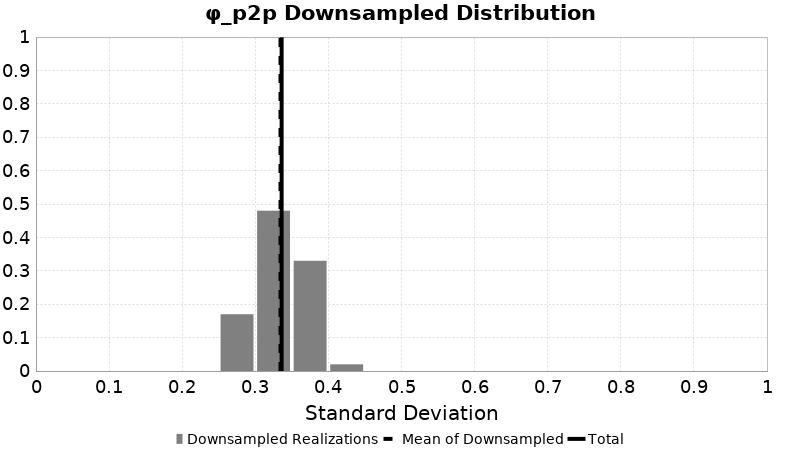 φ_p2p Downsampled Distribution
1
0.9
0.8
0.7
0.6
0.5
0.4
0.3
0.2
0.1
0
0 0.1 0.2 0.3 0.4 0.5 0.6 0.7 0.8 0.9 1
Standard Deviation
Downsampled Realizations Mean of Downsampled Total